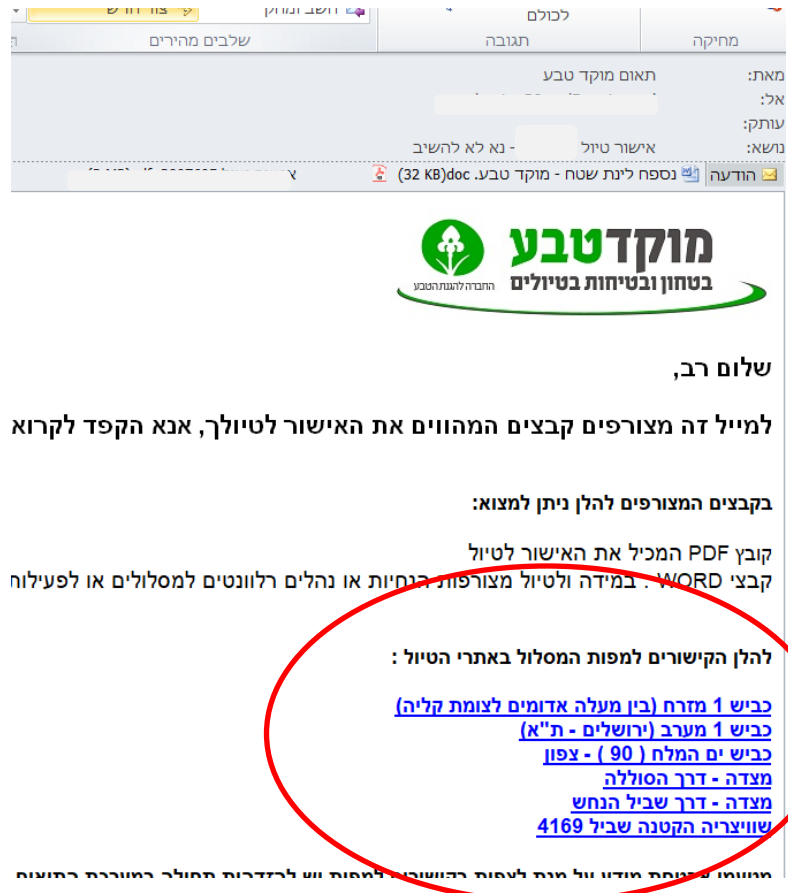 לכולם
מחיקה תגובה שלבים מהירים
מאת: תאום מוקד טבע
אל:
עותק:
נושא: אישור טיול - נא לא להשיב
הודעה נספח לינת שטח - מוקד טבע. doc(32 KB)
מוקדטבע
בטחון ובטיחות בטיולים
החברה להגנת הטבע
שלום רב,
למייל זה מצורפים קבצים המהווים את האישור לטיולך, אנא הקפד לקרוא
בקבצים המצורפים להלן ניתן למצוא:
קובץ PDF המכיל את האישור לטיול
קבצי WORD : במידה ולטיול מצורפות הנחיות או נהלים רלוונטים למסלולים או לפעילות
להלן הקישורים למפות המסלול באתרי הטיול :
כביש 1 מזרח (בין מעלה אדומים לצומת קליה)
כביש 1 מערב (ירושלים - ת"א)
כביש ים המלח ( 90 ) - צפון
מצדה - דרך הסוללה
מצדה - דרך שביל הנחש
שוויצריה הקטנה שביל 4169